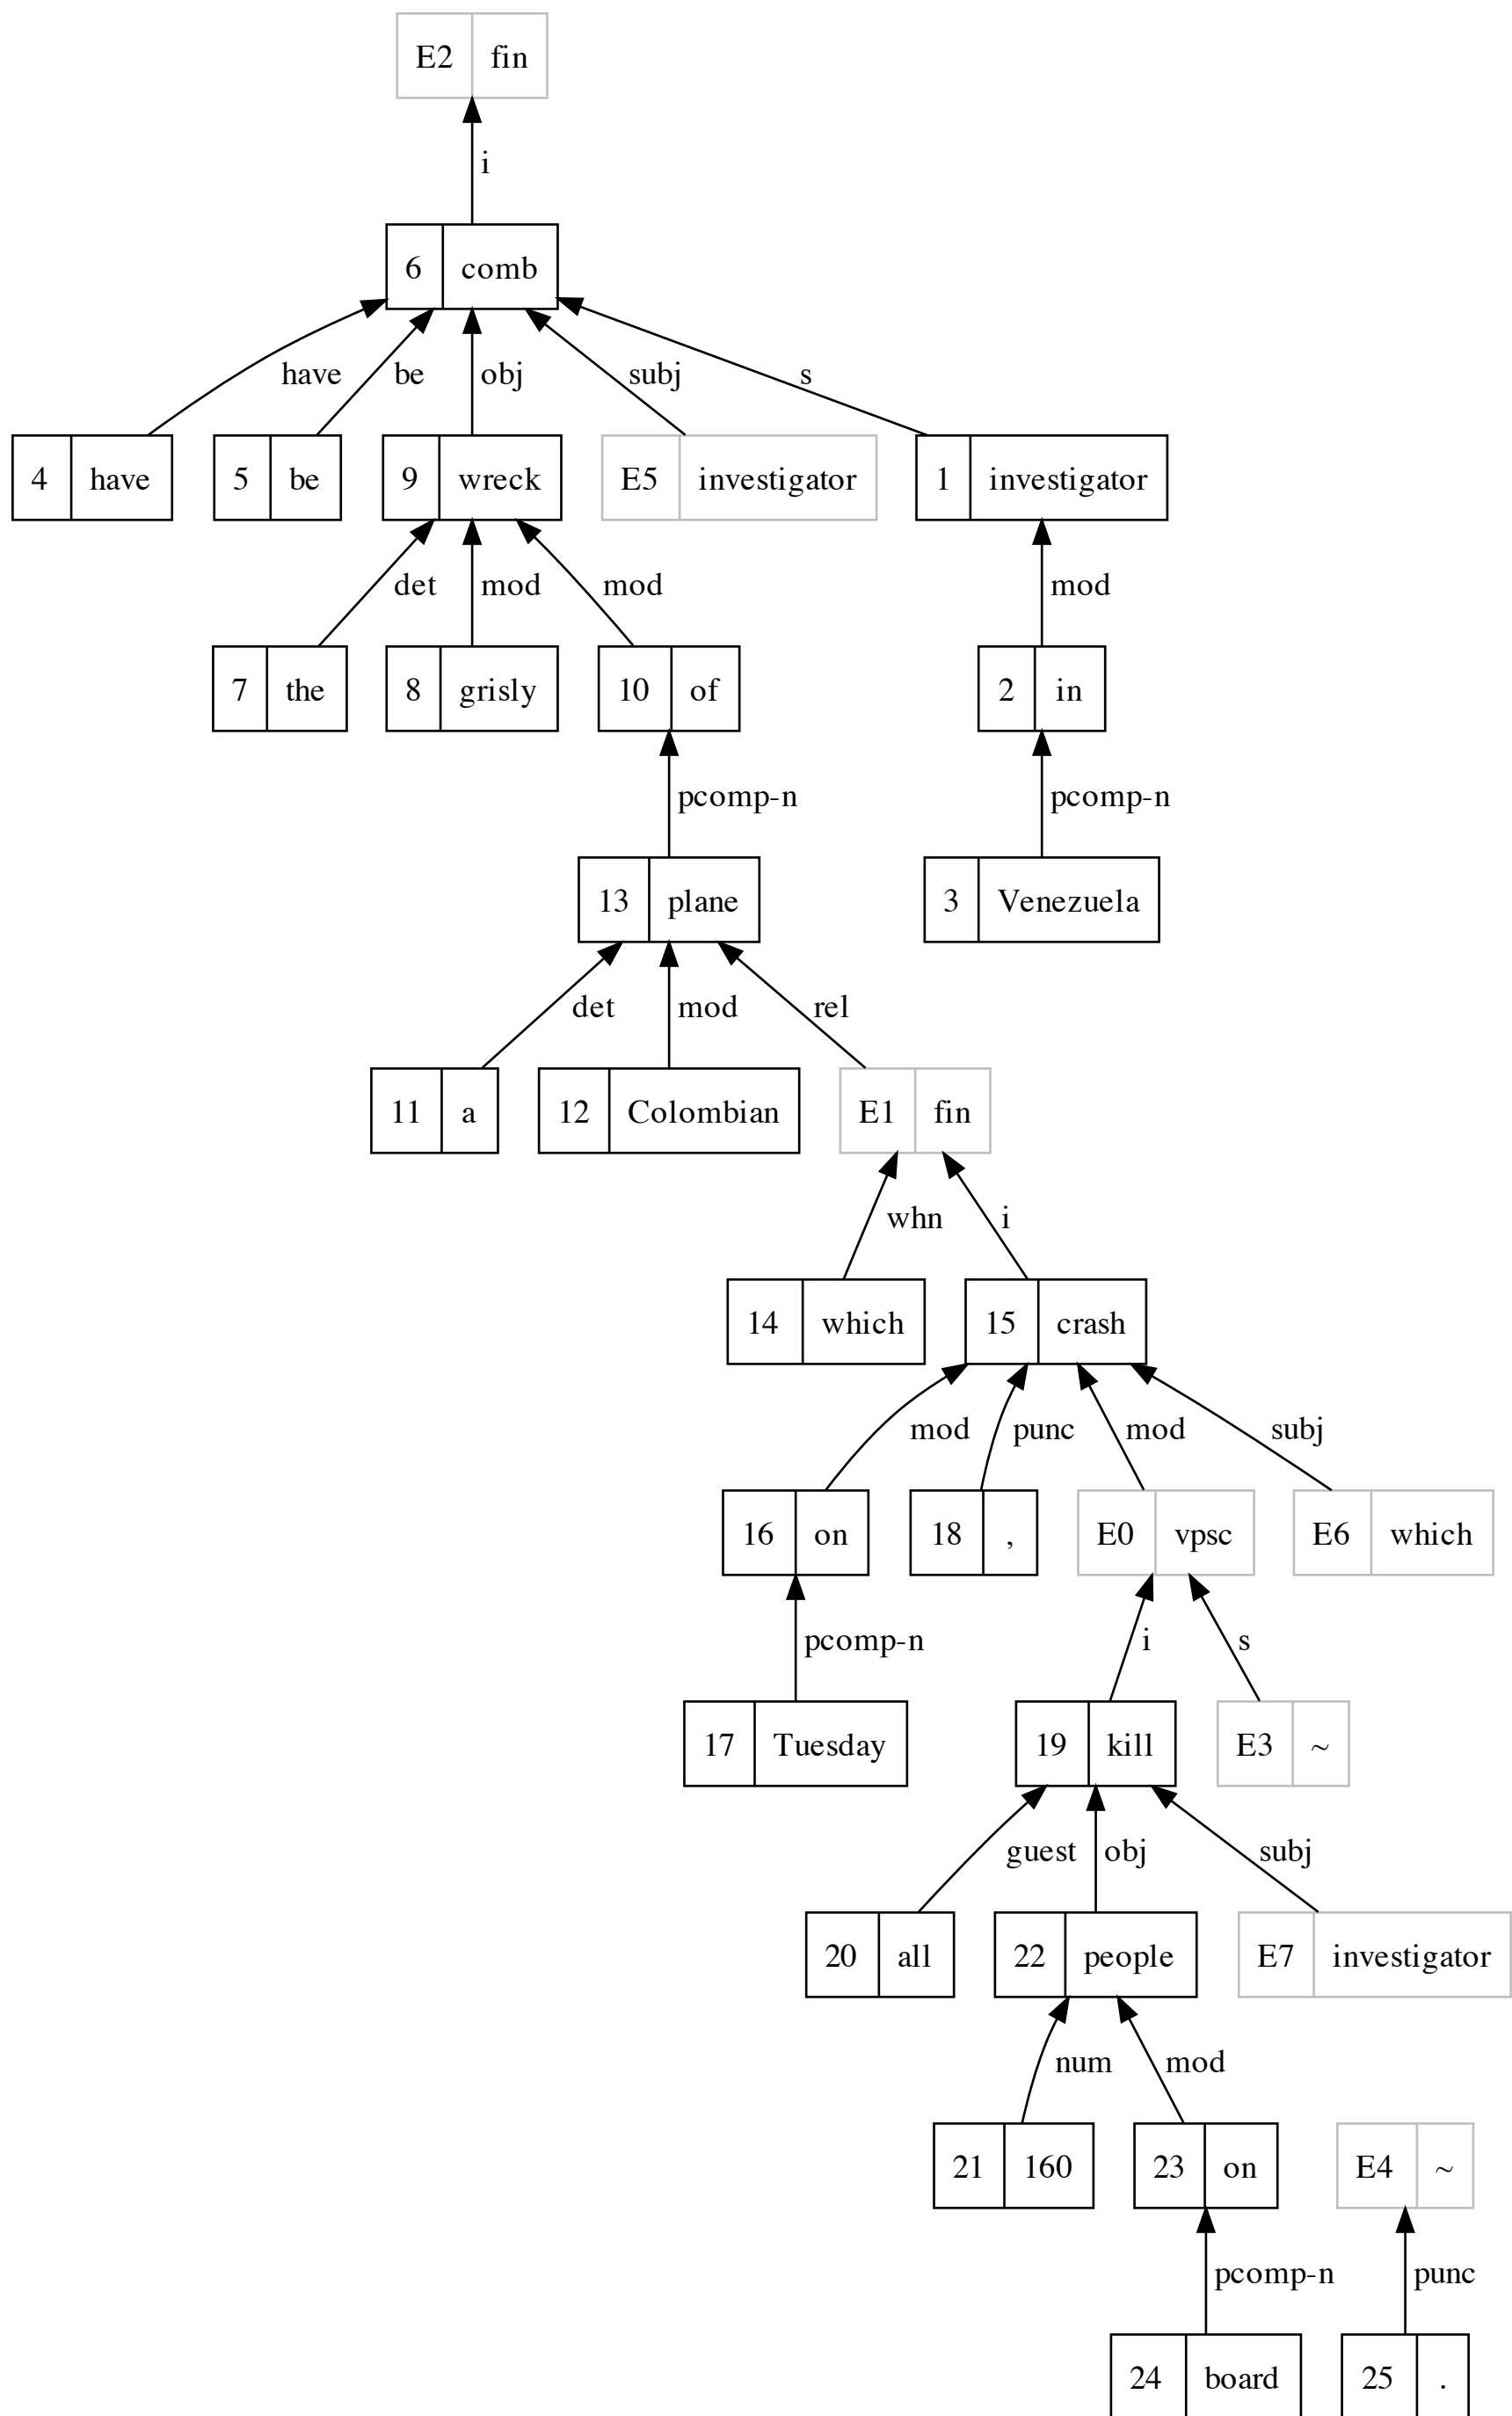 E2 fin
i
6 comb
have be obj subj s
4 have 5 be 9 wreck E5 investigator 1 investigator
det mod mod mod
7 the 8 grisly 10 of 2 in
pcomp-n pcomp-n
13 plane 3 Venezuela
det mod rel
11 a 12 Colombian E1 fin
whn i
14 which 15 crash
mod punc mod subj
16 on 18 , E0 vpsc E6 which
pcomp-n i s
17 Tuesday 19 kill E3 ~
guest obj subj
20 all 22 people E7 investigator
num mod
21 160 23 on E4 ~
pcomp-n punc
24 board 25 .